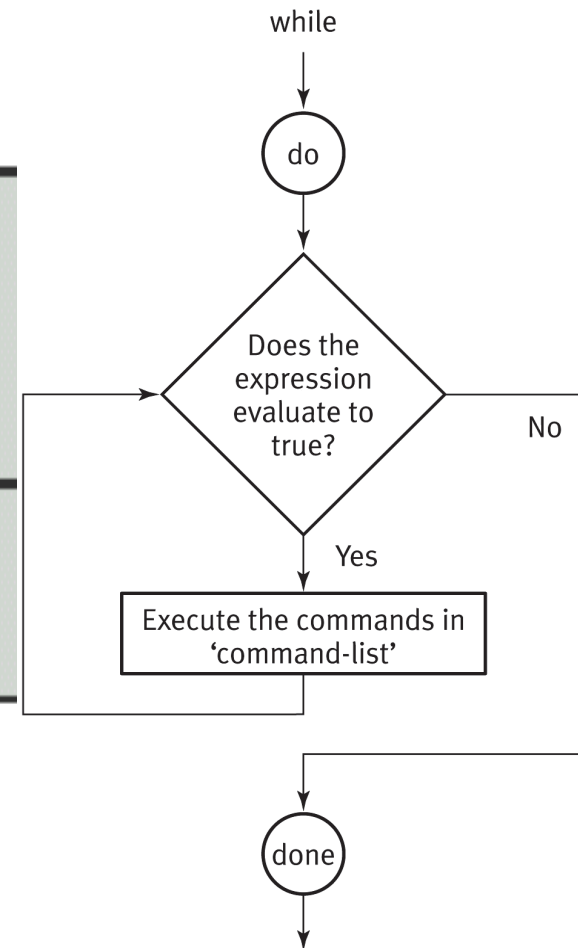 while
do
Does the
expression
evaluate to
true?
No
Yes
Execute the commands in
‘command-list’
done